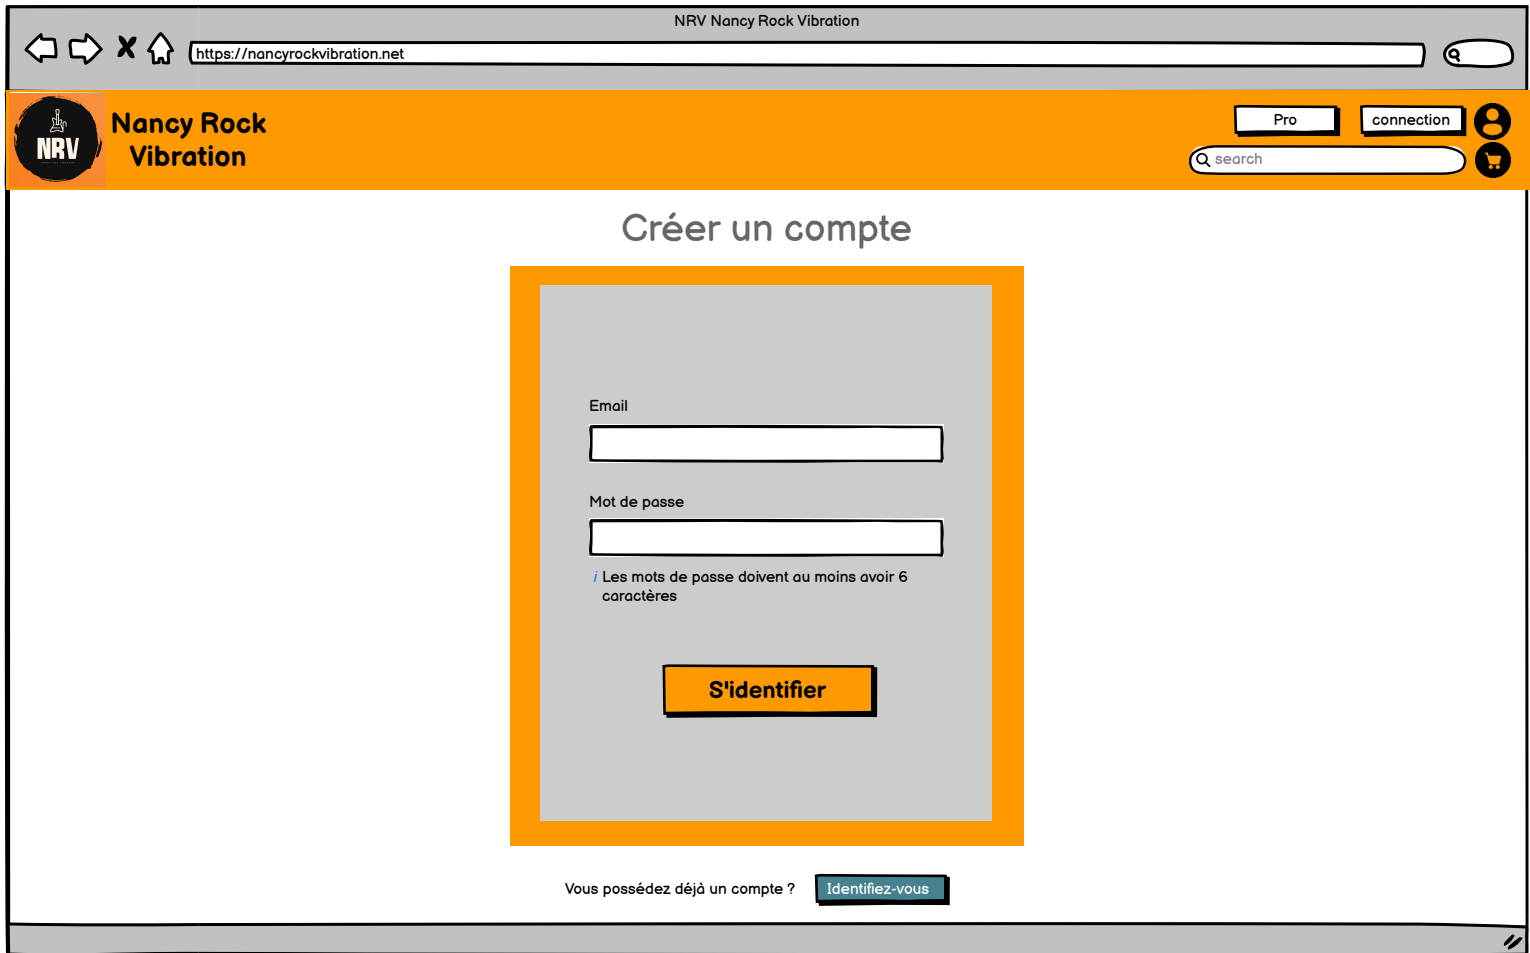 NRV Nancy Rock Vibration
https://nancyrockvibration.net
NRV
Nancy Rock
Vibration
Pro
connection
search
Créer un compte
Email
Mot de passe
i Les mots de passe doivent au moins avoir 6
caractères
S'identifier
Vous possédez déjà un compte ?
Identifiez-vous